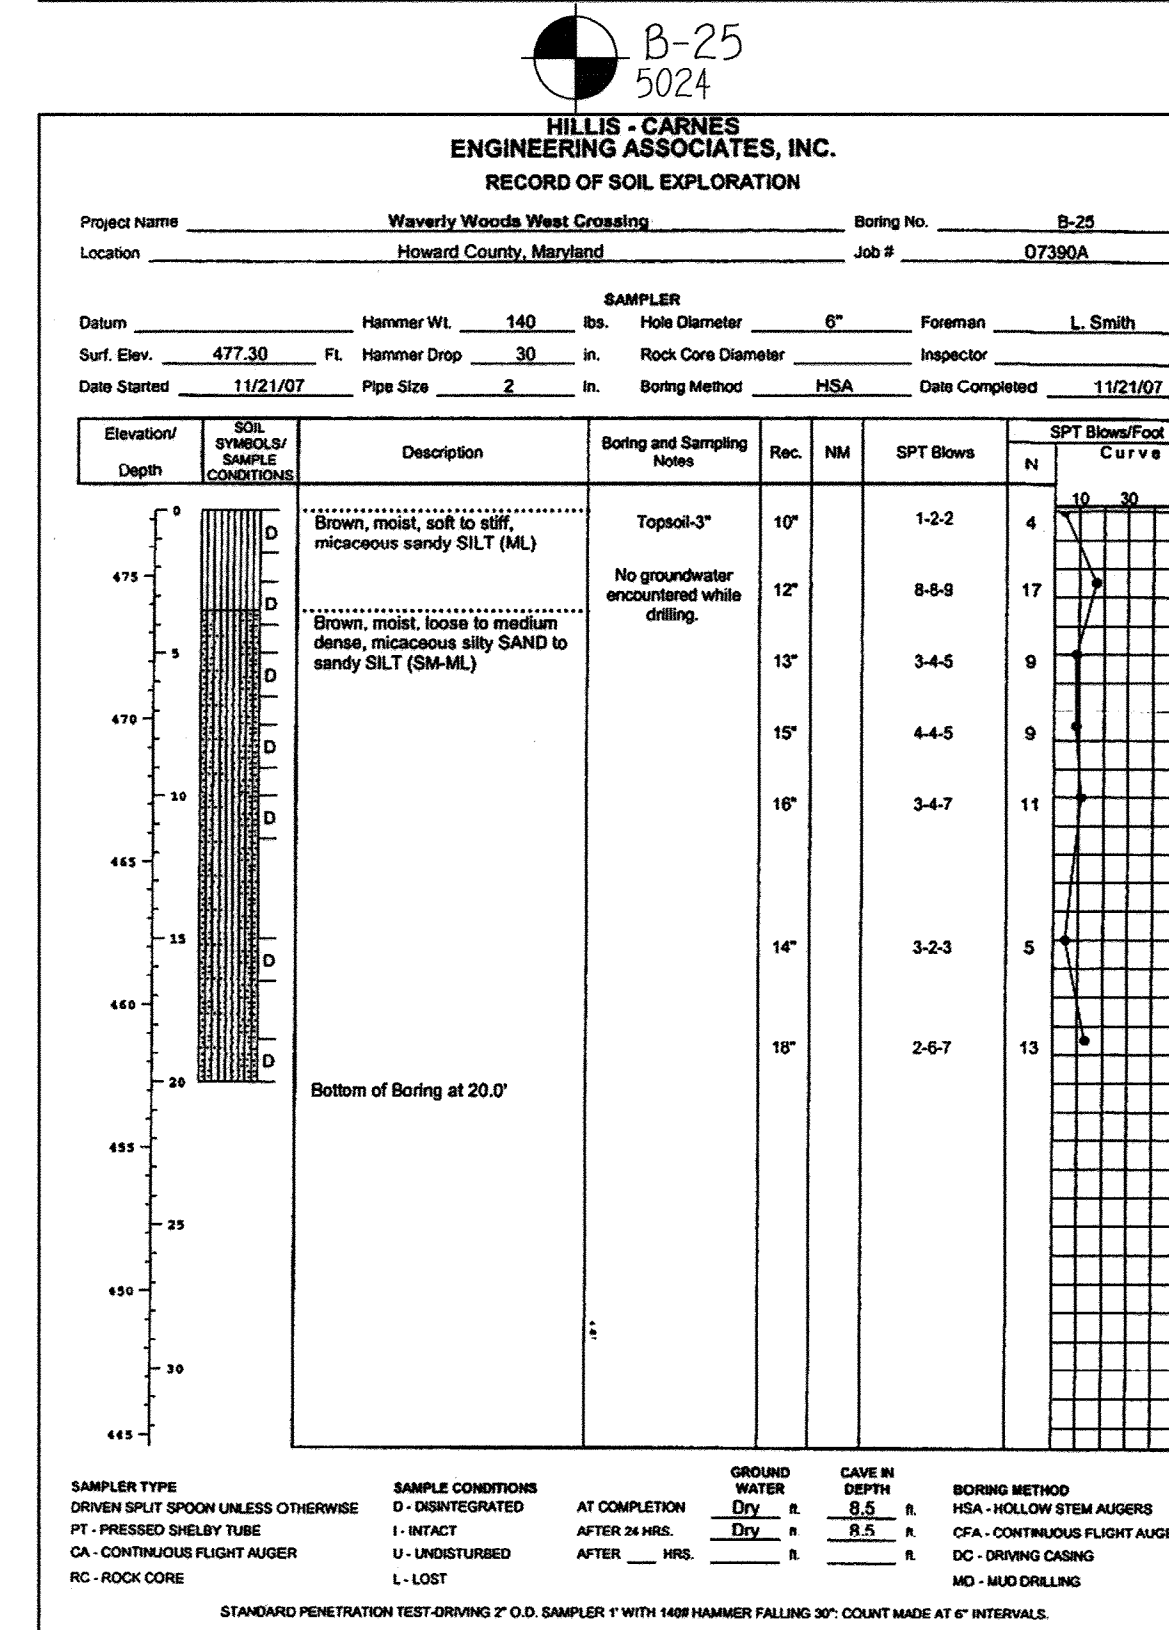 B-25
5024
HILLIS - CARNES
ENGINEERING ASSOCIATES, INC.
RECORD OF SOIL EXPLORATION
Project Name Waverly Woods West Crossing Boring No. B-25
Location Howard County, Maryland Job # 07390A
SAMPLER
Datum Hammer Wt. 140 lbs. Hole Diameter 6" Foreman L. Smith
Surf. Elev. 477.30 Ft. Hammer Drop 30 in. Rock Core Diameter Inspector
Date Started 11/21/07 Pipe Size 2 in. Boring Method HSA Date Completed 11/21/07
Elevation/ Depth
SOIL SYMBOLS/ SAMPLE CONDITIONS
Description
Boring and Sampling Notes
Rec. NM SPT Blows
SPT Blows/Foot
N Curve
10 30
0 D Brown, moist, soft to stiff, Topsoil-3" 10" 1-2-2 4
micaceous sandy SILT (ML)
475 D No groundwater encountered while drilling. 12" 8-8-9 17
Brown, moist, loose to medium
dense, micaceous silty SAND to
5 D sandy SILT (SM-ML) 13" 3-4-5 9
470 D 15" 4-4-5 9
10 D 16" 3-4-7 11
465
15 D 14" 3-2-3 5
460
D 18" 2-6-7 13
20 Bottom of Boring at 20.0'
455
25
450
30
445
SAMPLER TYPE
DRIVEN SPLIT SPOON UNLESS OTHERWISE
PT - PRESSED SHELBY TUBE
CA - CONTINUOUS FLIGHT AUGER
RC - ROCK CORE
SAMPLE CONDITIONS
D - DISINTEGRATED
I - INTACT
U - UNDISTURBED
L - LOST
GROUND WATER CAVE IN DEPTH
AT COMPLETION Dry ft. 8.5 ft.
AFTER 24 HRS. Dry ft. 8.5 ft.
AFTER ___ HRS. ft. ft.
BORING METHOD
HSA - HOLLOW STEM AUGERS
CFA - CONTINUOUS FLIGHT AUGE
DC - DRIVING CASING
MD - MUD DRILLING
STANDARD PENETRATION TEST-DRIVING 2" O.D. SAMPLER 1' WITH 140# HAMMER FALLING 30": COUNT MADE AT 6" INTERVALS.